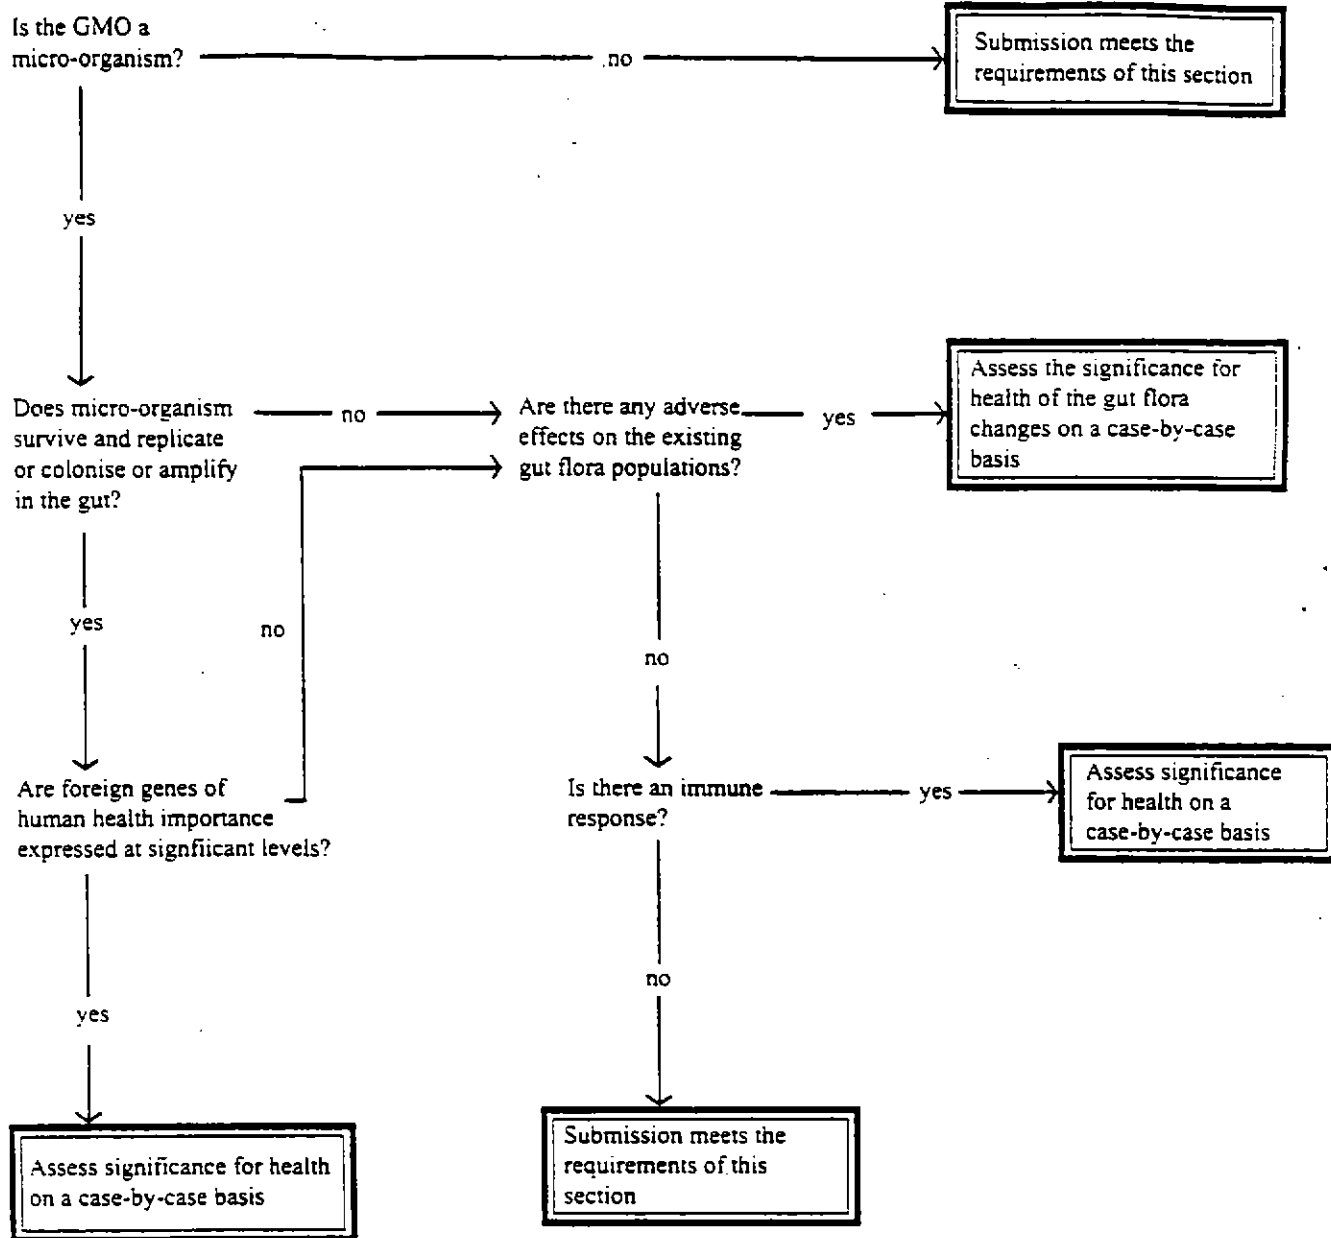 Is the GMO a
micro-organism?
no
Submission meets the
requirements of this section
yes
Does micro-organism
survive and replicate
or colonise or amplify
in the gut?
no
Are there any adverse
effects on the existing
gut flora populations?
yes
Assess the significance for
health of the gut flora
changes on a case-by-case
basis
yes
no
no
Are foreign genes of
human health importance
expressed at signfiicant levels?
Is there an immune
response?
yes
Assess significance
for health on a
case-by-case basis
yes
no
Assess significance for health
on a case-by-case basis
Submission meets the
requirements of this
section